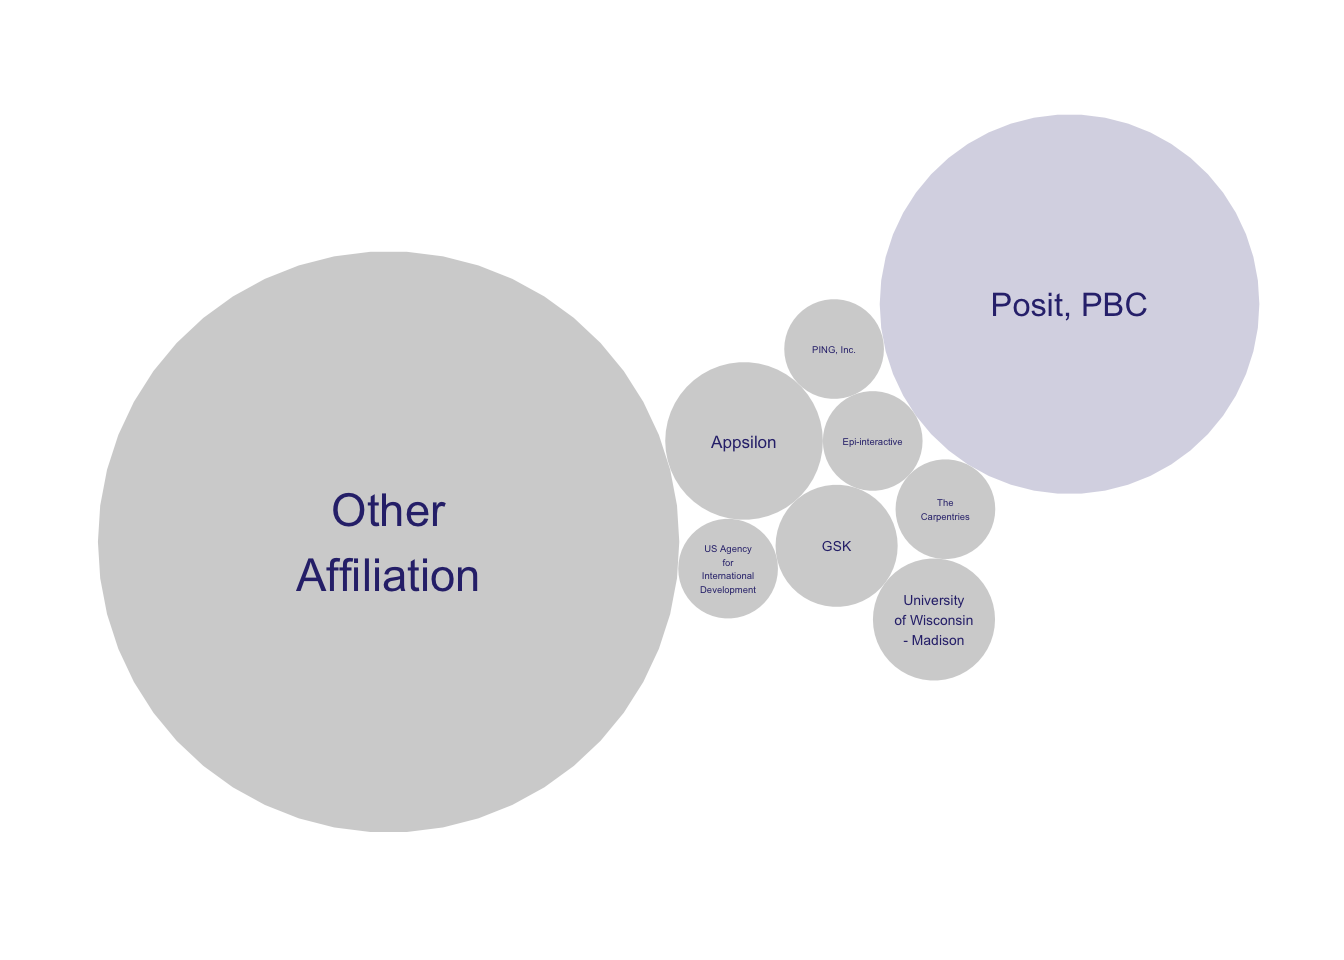 Posit, PBC
PING, Inc.
Appsilon
Epi-interactive
Other
Affiliation
The
Carpentries
GSK
US Agency
for
International
Development
University
of Wisconsin
- Madison